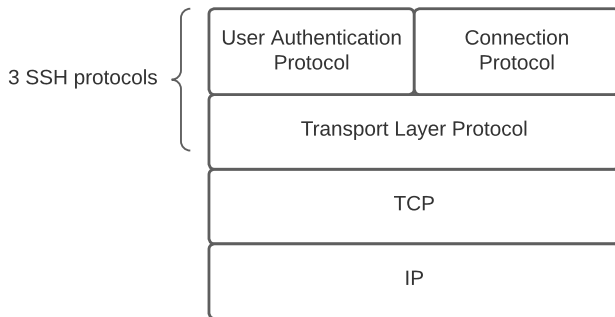 User Authentication
Protocol
Connection
Protocol
3 SSH protocols
Transport Layer Protocol
TCP
IP